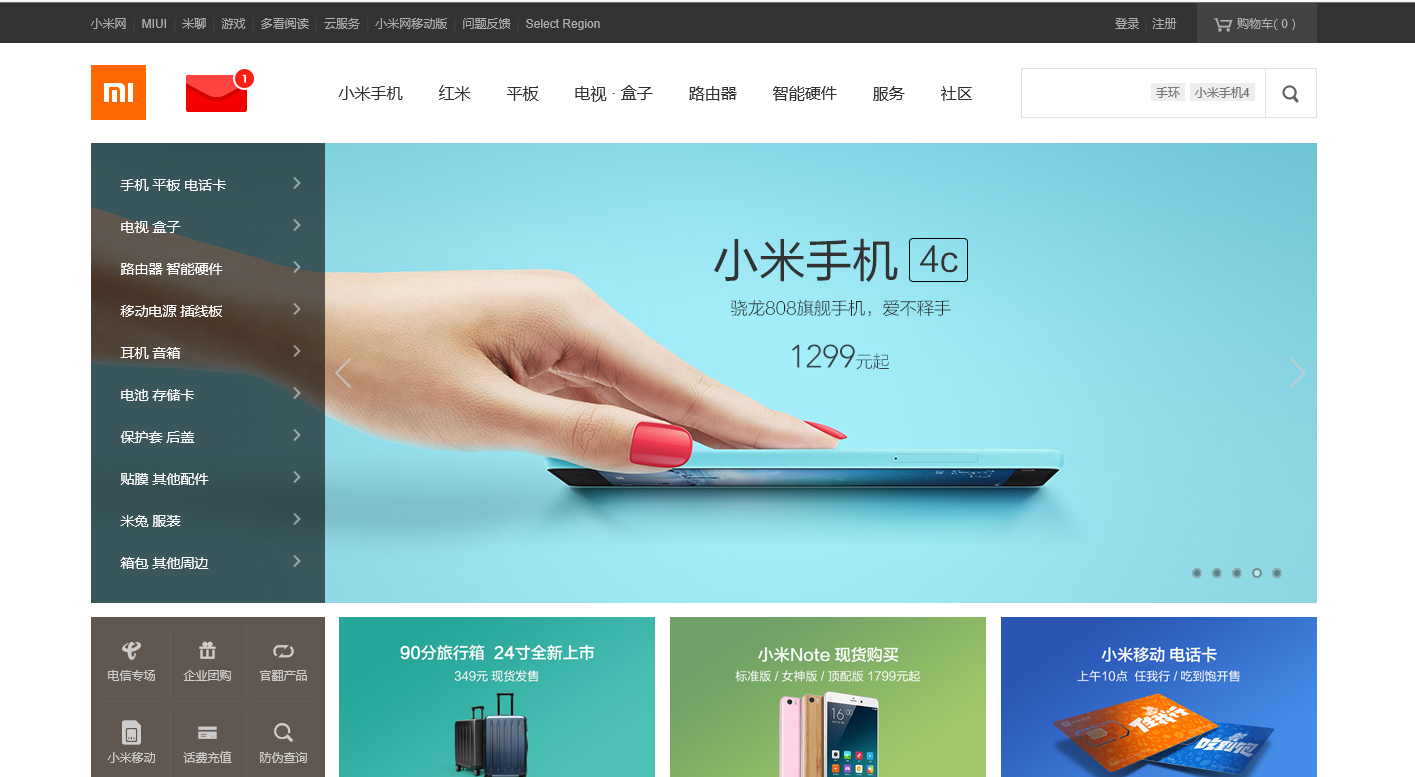 小米网 MIUI 米聊 游戏 多看阅读 云服务 小米网移动版 问题反馈 Select Region 登录 注册 购物车( 0 )
mi 1 小米手机 红米 平板 电视 · 盒子 路由器 智能硬件 服务 社区 手环 小米手机4
手机 平板 电话卡
电视 盒子
路由器 智能硬件
移动电源 插线板
耳机 音箱
电池 存储卡
保护套 后盖
贴膜 其他配件
米兔 服装
箱包 其他周边
小米手机 4c
骁龙808旗舰手机，爱不释手
1299元起
电信专场 企业团购 官翻产品
小米移动 话费充值 防伪查询
90分旅行箱 24寸全新上市
349元 现货发售
小米Note 现货购买
标准版 / 女神版 / 顶配版 1799元起
16:00
小米移动 电话卡
上午10点 任我行 / 吃到饱开售
任我行
吃到饱